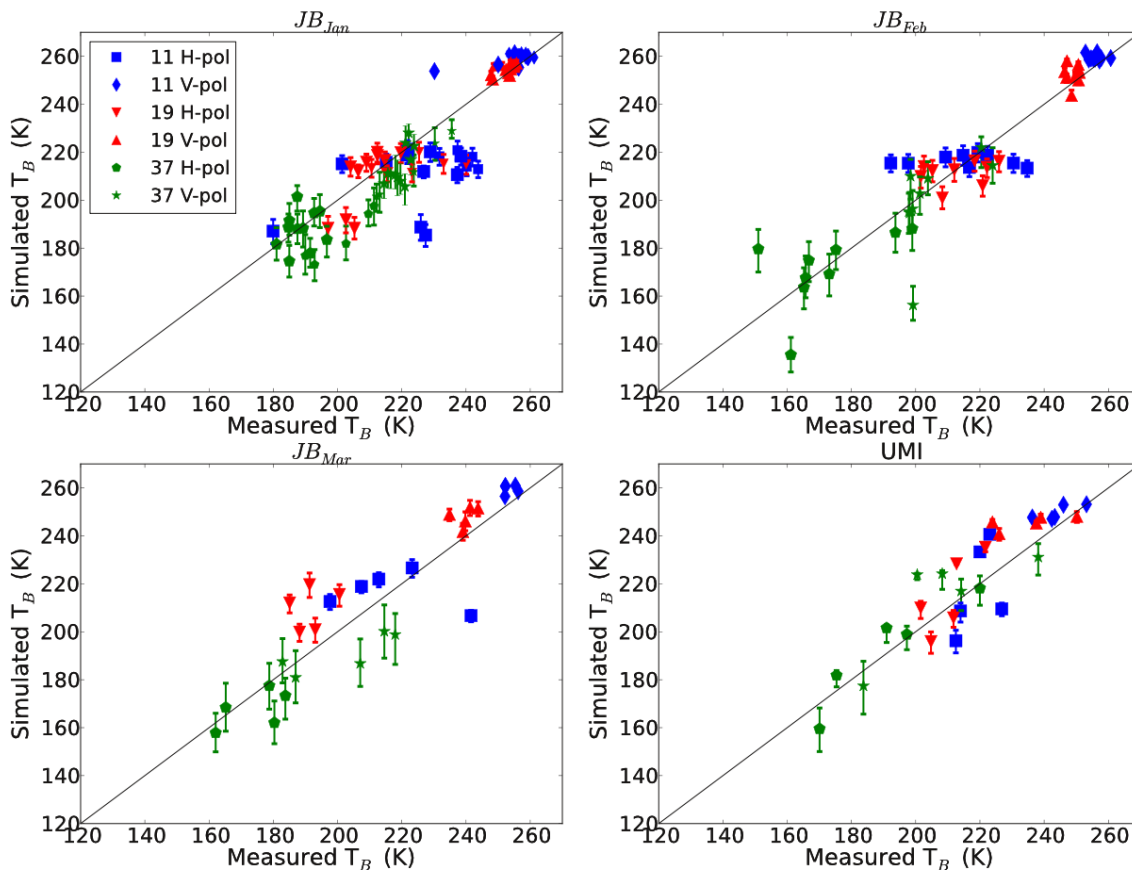 JB_Jan
260
240
220
200
180
160
140
120
Simulated T_B (K)
11 H-pol
11 V-pol
19 H-pol
19 V-pol
37 H-pol
37 V-pol
120 140 160 180 200 220 240 260
Measured T_B (K)
JB_Feb
260
240
220
200
180
160
140
120
Simulated T_B (K)
120 140 160 180 200 220 240 260
Measured T_B (K)
JB_Mar
260
240
220
200
180
160
140
120
Simulated T_B (K)
120 140 160 180 200 220 240 260
Measured T_B (K)
UMI
260
240
220
200
180
160
140
120
Simulated T_B (K)
120 140 160 180 200 220 240 260
Measured T_B (K)